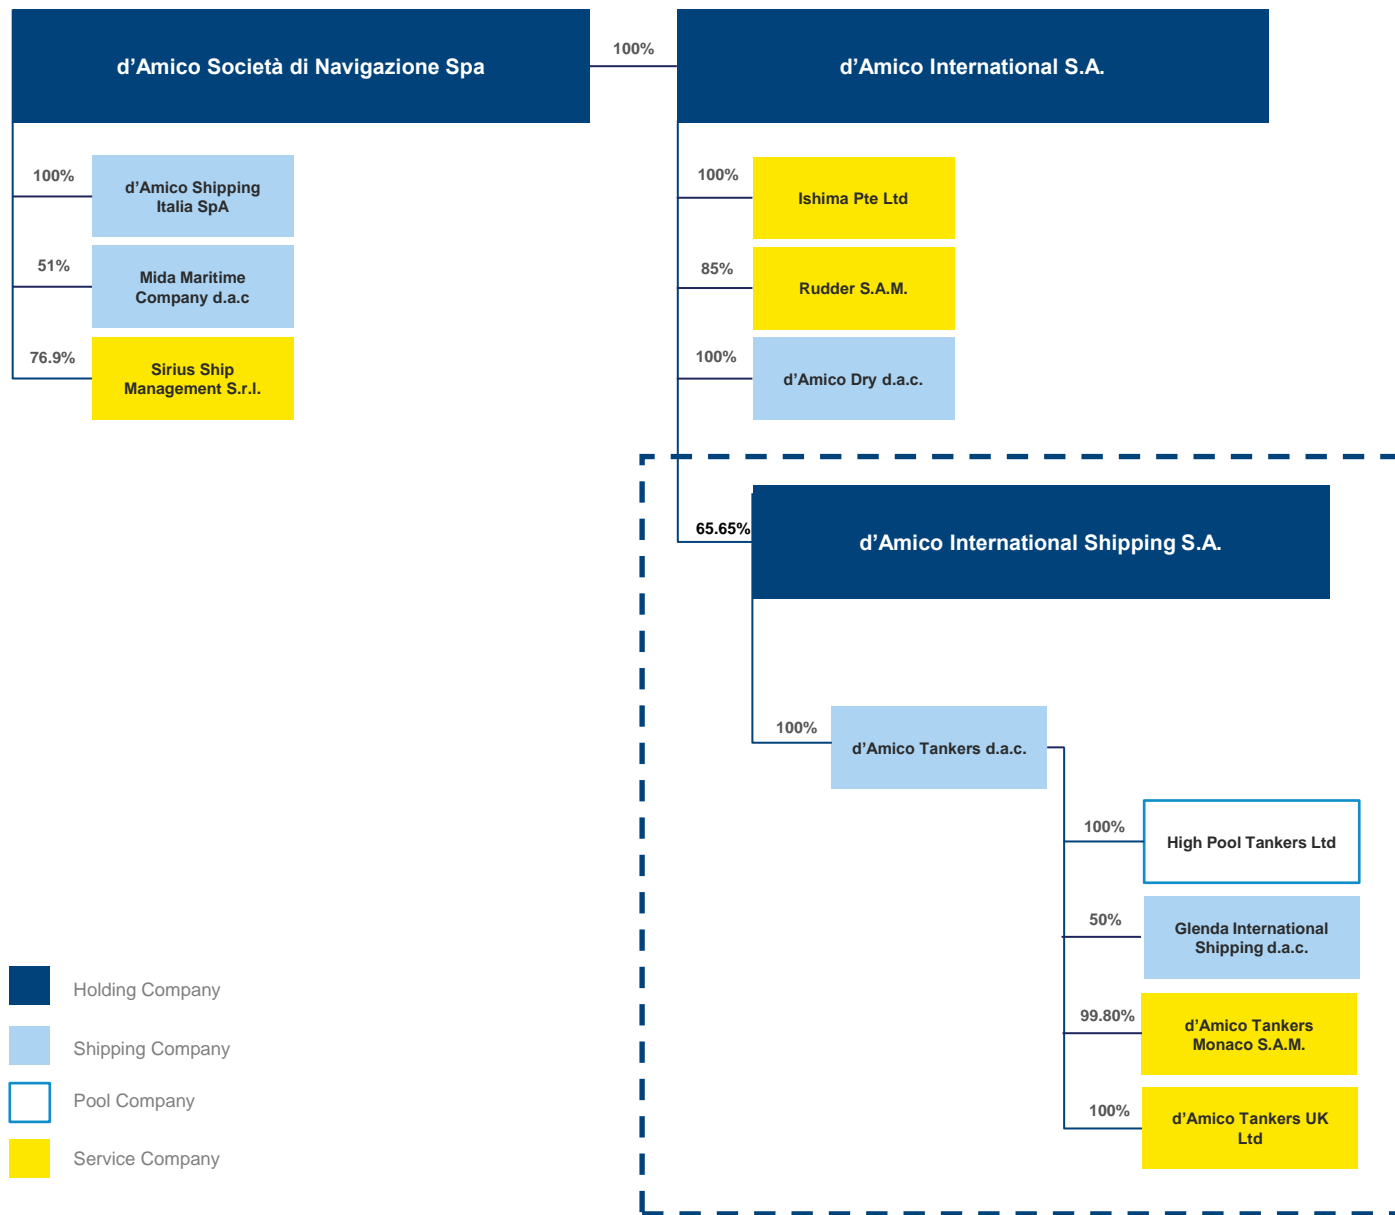 d'Amico Società di Navigazione Spa
100%
d'Amico International S.A.
100%
d'Amico Shipping
Italia SpA
51%
Mida Maritime
Company d.a.c
76.9%
Sirius Ship
Management S.r.l.
100%
Ishima Pte Ltd
85%
Rudder S.A.M.
100%
d'Amico Dry d.a.c.
65.65%
d'Amico International Shipping S.A.
100%
d'Amico Tankers d.a.c.
100%
High Pool Tankers Ltd
50%
Glenda International
Shipping d.a.c.
99.80%
d'Amico Tankers
Monaco S.A.M.
100%
d'Amico Tankers UK
Ltd
Holding Company
Shipping Company
Pool Company
Service Company